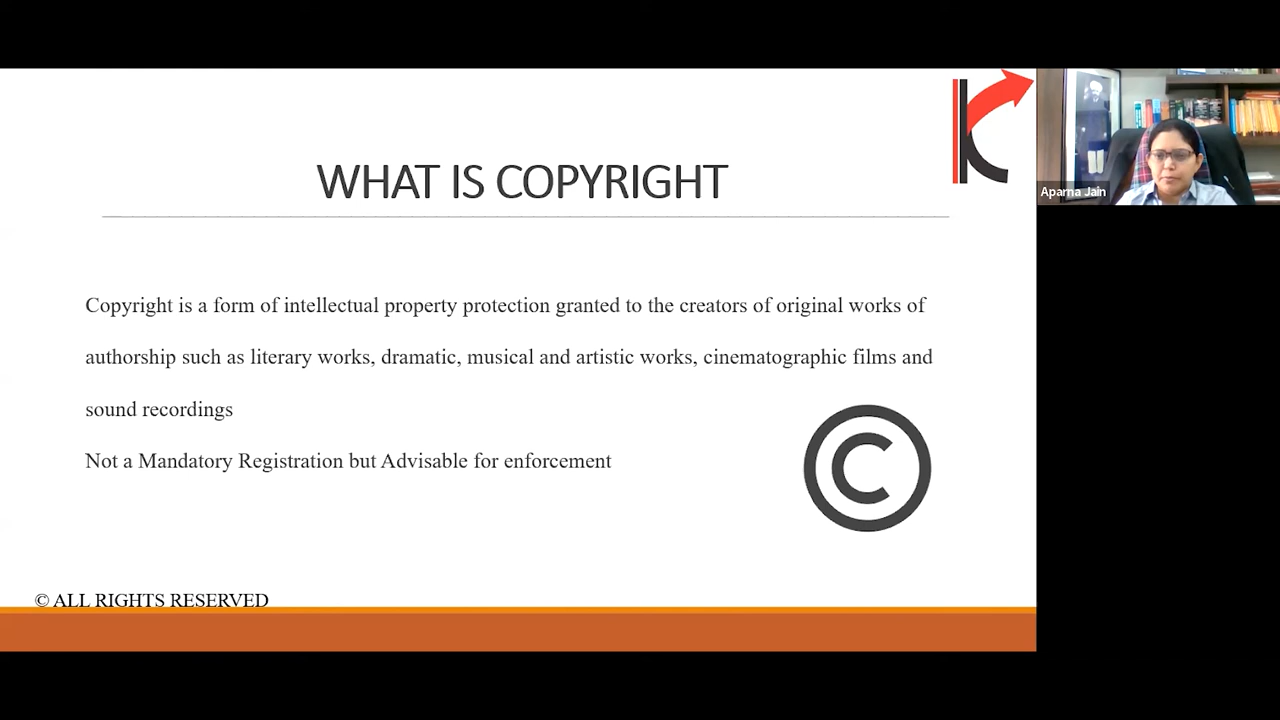 WHAT IS COPYRIGHT
Copyright is a form of intellectual property protection granted to the creators of original works of
authorship such as literary works, dramatic, musical and artistic works, cinematographic films and
sound recordings
Not a Mandatory Registration but Advisable for enforcement
© ALL RIGHTS RESERVED
Aparna Jain